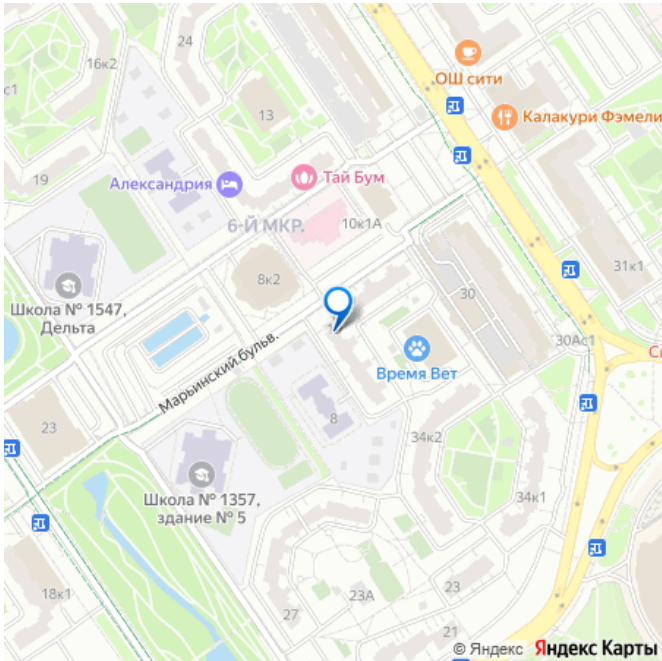 24
16к2
с1
ОШ сити
13
Калакури Фэмели
19
Александрия
Тай Бум
6-Й МКР.
10к1А
31к1
8к2
30
Школа № 1547,
Дельта
30Ас1
Си
Марьинский бульв.
Время Вет
23
8
34к2
34к1
Школа № 1357,
здание № 5
18к1
27
23А
23
21
© Яндекс Яндекс Карты